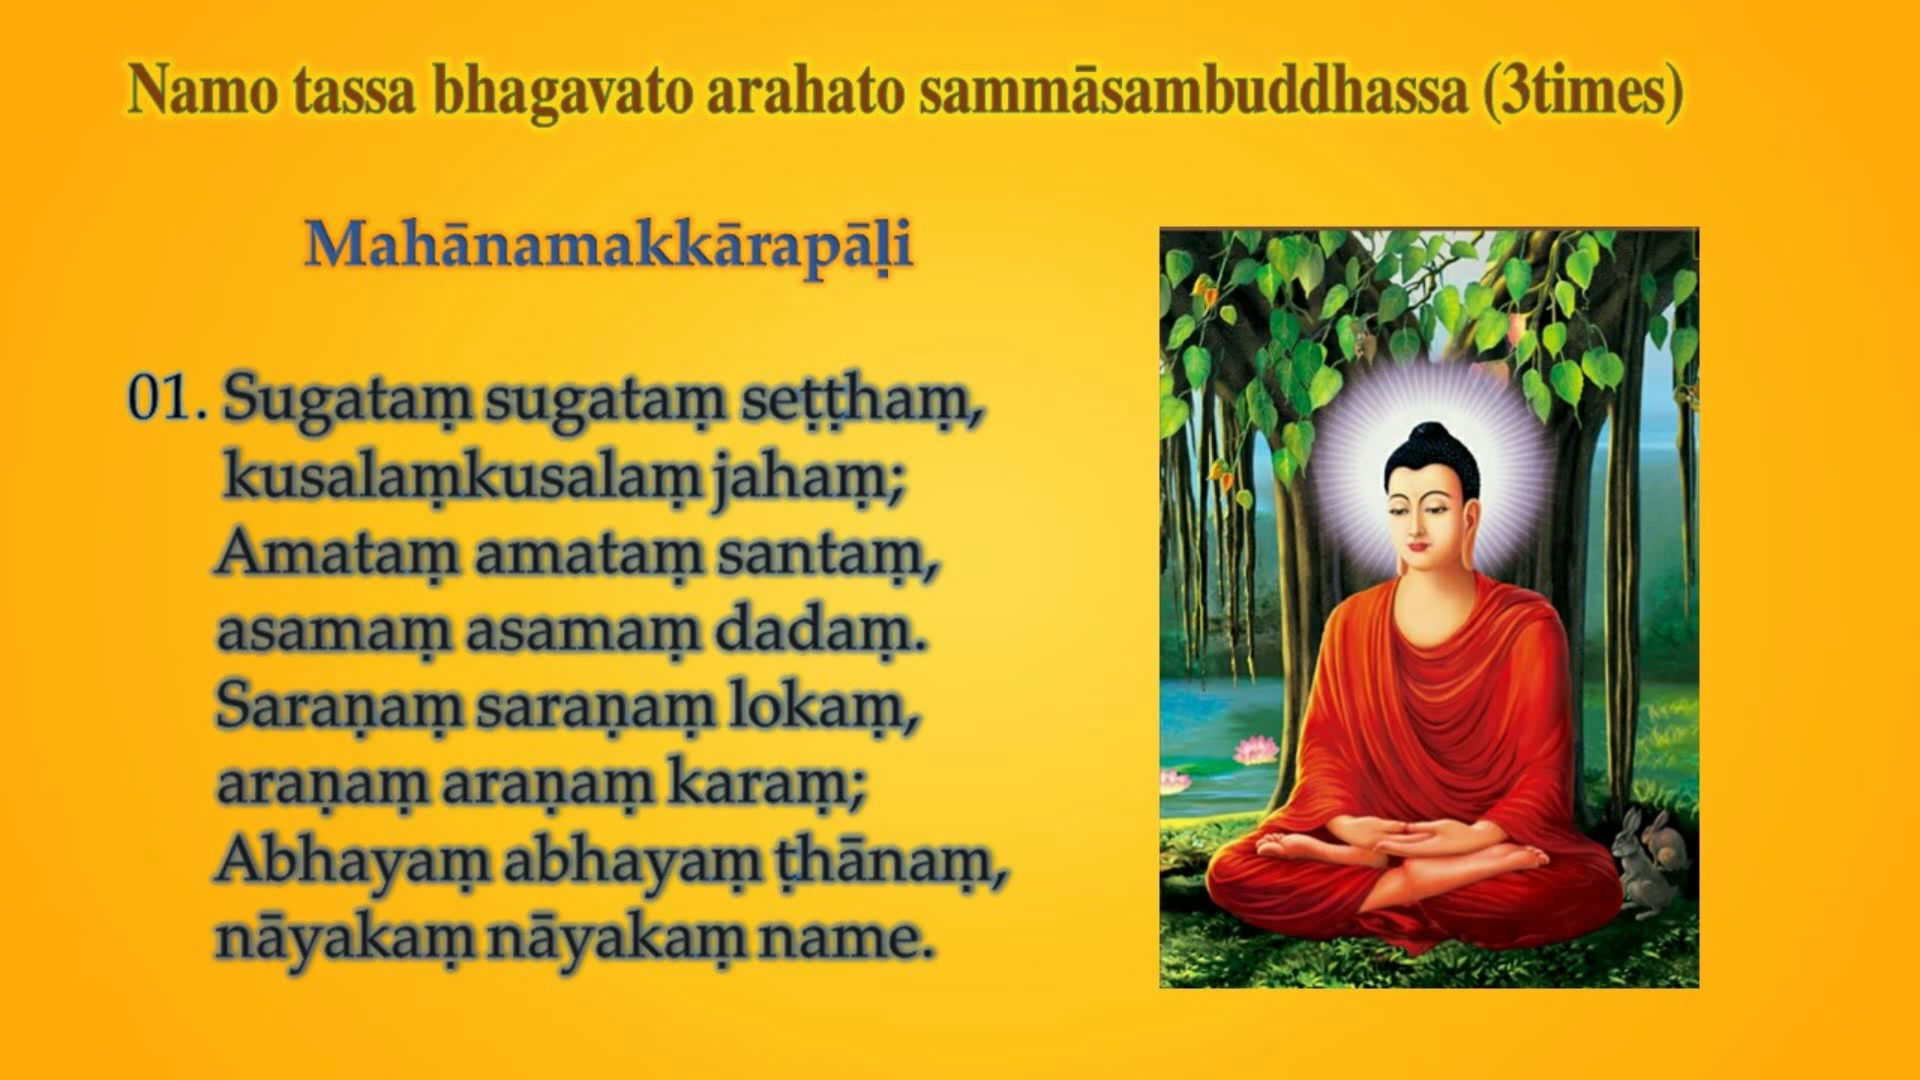 Namo tassa bhagavato arahato sammāsambuddhassa (3times)
Mahānamakkārapāḷi
01. Sugataṃ sugataṃ seṭṭhaṃ,
kusalaṃkusalaṃ jahaṃ;
Amataṃ amataṃ santaṃ,
asamaṃ asamaṃ dadaṃ.
Saraṇaṃ saraṇaṃ lokaṃ,
araṇaṃ araṇaṃ karaṃ;
Abhayaṃ abhayaṃ ṭhānaṃ,
nāyakaṃ nāyakaṃ name.